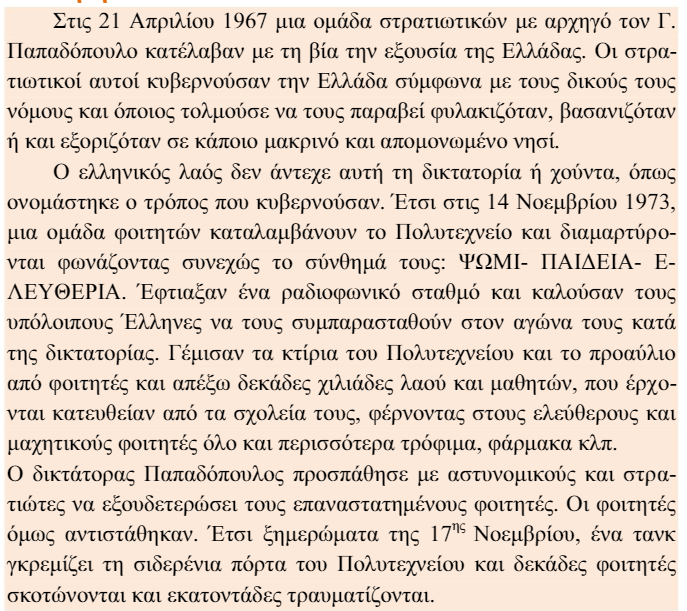 Στις 21 Απριλίου 1967 μια ομάδα στρατιωτικών με αρχηγό τον Γ.
Παπαδόπουλο κατέλαβαν με τη βία την εξουσία της Ελλάδας. Οι στρα-
τιωτικοί αυτοί κυβερνούσαν την Ελλάδα σύμφωνα με τους δικούς τους
νόμους και όποιος τολμούσε να τους παραβεί φυλακιζόταν, βασανιζόταν
ή και εξοριζόταν σε κάποιο μακρινό και απομονωμένο νησί.
Ο ελληνικός λαός δεν άντεχε αυτή τη δικτατορία ή χούντα, όπως
ονομάστηκε ο τρόπος που κυβερνούσαν. Έτσι στις 14 Νοεμβρίου 1973,
μια ομάδα φοιτητών καταλαμβάνουν το Πολυτεχνείο και διαμαρτύρο-
νται φωνάζοντας συνεχώς το σύνθημά τους: ΨΩΜΙ- ΠΑΙΔΕΙΑ- Ε-
ΛΕΥΘΕΡΙΑ. Έφτιαξαν ένα ραδιοφωνικό σταθμό και καλούσαν τους
υπόλοιπους Έλληνες να τους συμπαρασταθούν στον αγώνα τους κατά
της δικτατορίας. Γέμισαν τα κτίρια του Πολυτεχνείου και το προαύλιο
από φοιτητές και απέξω δεκάδες χιλιάδες λαού και μαθητών, που έρχο-
νται κατευθείαν από τα σχολεία τους, φέρνοντας στους ελεύθερους και
μαχητικούς φοιτητές όλο και περισσότερα τρόφιμα, φάρμακα κλπ.
Ο δικτάτορας Παπαδόπουλος προσπάθησε με αστυνομικούς και στρα-
τιώτες να εξουδετερώσει τους επαναστατημένους φοιτητές. Οι φοιτητές
όμως αντιστάθηκαν. Έτσι ξημερώματα της 17ης Νοεμβρίου, ένα τανκ
γκρεμίζει τη σιδερένια πόρτα του Πολυτεχνείου και δεκάδες φοιτητές
σκοτώνονται και εκατοντάδες τραυματίζονται.